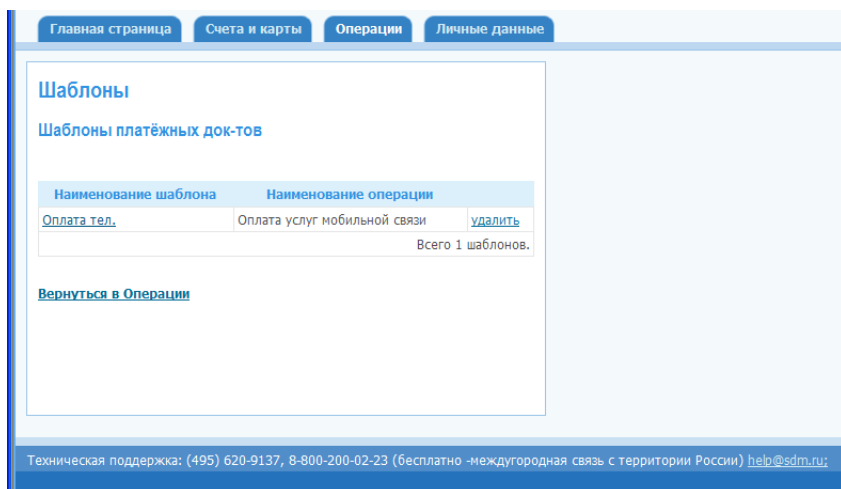 Главная страница Счета и карты Операции Личные данные
Шаблоны
Шаблоны платёжных док-тов
Наименование шаблона Наименование операции
Оплата тел. Оплата услуг мобильной связи удалить
Всего 1 шаблонов.
Вернуться в Операции
Техническая поддержка: (495) 620-9137, 8-800-200-02-23 (бесплатно -междугородная связь с территории России) help@sdm.ru;